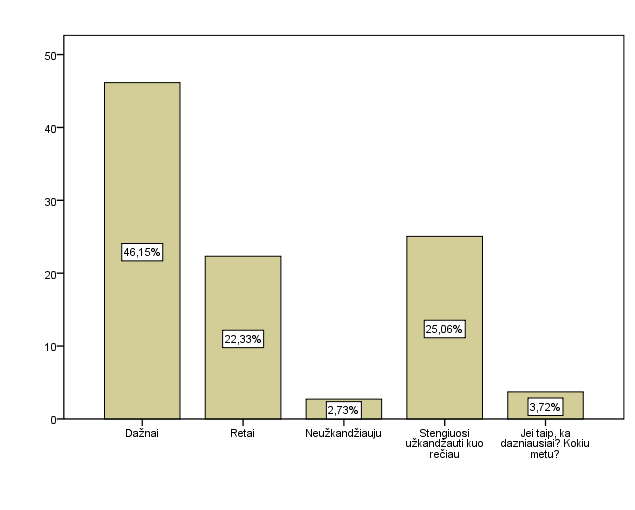 50
40
30
20
10
0
46,15%
22,33%
2,73%
25,06%
3,72%
Dažnai
Retai
Neužkandžiauju
Stengiuosi
užkandžauti kuo
rečiau
Jei taip, ka
dazniausiai? Kokiu
metu?